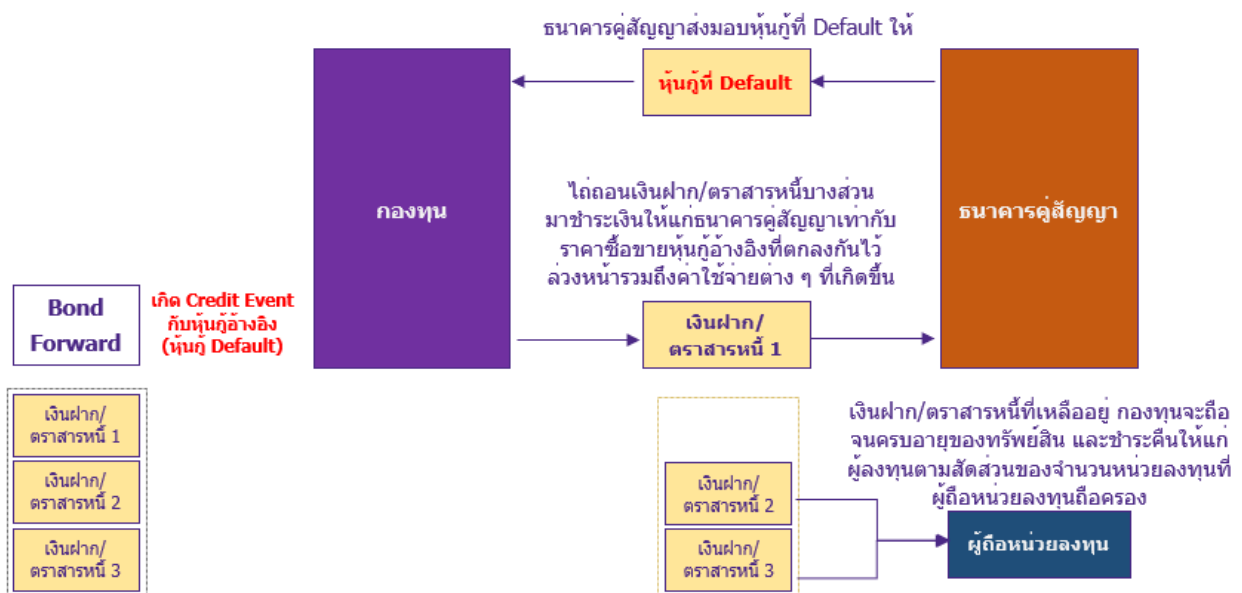 ธนาคารคู่สัญญาส่งมอบหุ้นกู้ที่ Default ให้
หุ้นกู้ที่ Default
กองทุน
ธนาคารคู่สัญญา
ไถ่ถอนเงินฝาก/ตราสารหนี้บางส่วน
มาชำระเงินให้แก่ธนาคารคู่สัญญาเท่ากับ
ราคาซื้อขายหุ้นกู้อ้างอิงที่ตกลงกันไว้
ล่วงหน้ารวมถึงค่าใช้จ่ายต่าง ๆ ที่เกิดขึ้น
Bond
Forward
เกิด Credit Event
กับหุ้นกู้อ้างอิง
(หุ้นกู้ Default)
เงินฝาก/
ตราสารหนี้ 1
เงินฝาก/
ตราสารหนี้ 1
เงินฝาก/
ตราสารหนี้ 2
เงินฝาก/
ตราสารหนี้ 3
เงินฝาก/ตราสารหนี้ที่เหลืออยู่ กองทุนจะถือ
จนครบอายุของทรัพย์สิน และชำระคืนให้แก่
ผู้ลงทุนตามสัดส่วนของจำนวนหน่วยลงทุนที่
ผู้ถือหน่วยลงทุนถือครอง
เงินฝาก/
ตราสารหนี้ 2
เงินฝาก/
ตราสารหนี้ 3
ผู้ถือหน่วยลงทุน